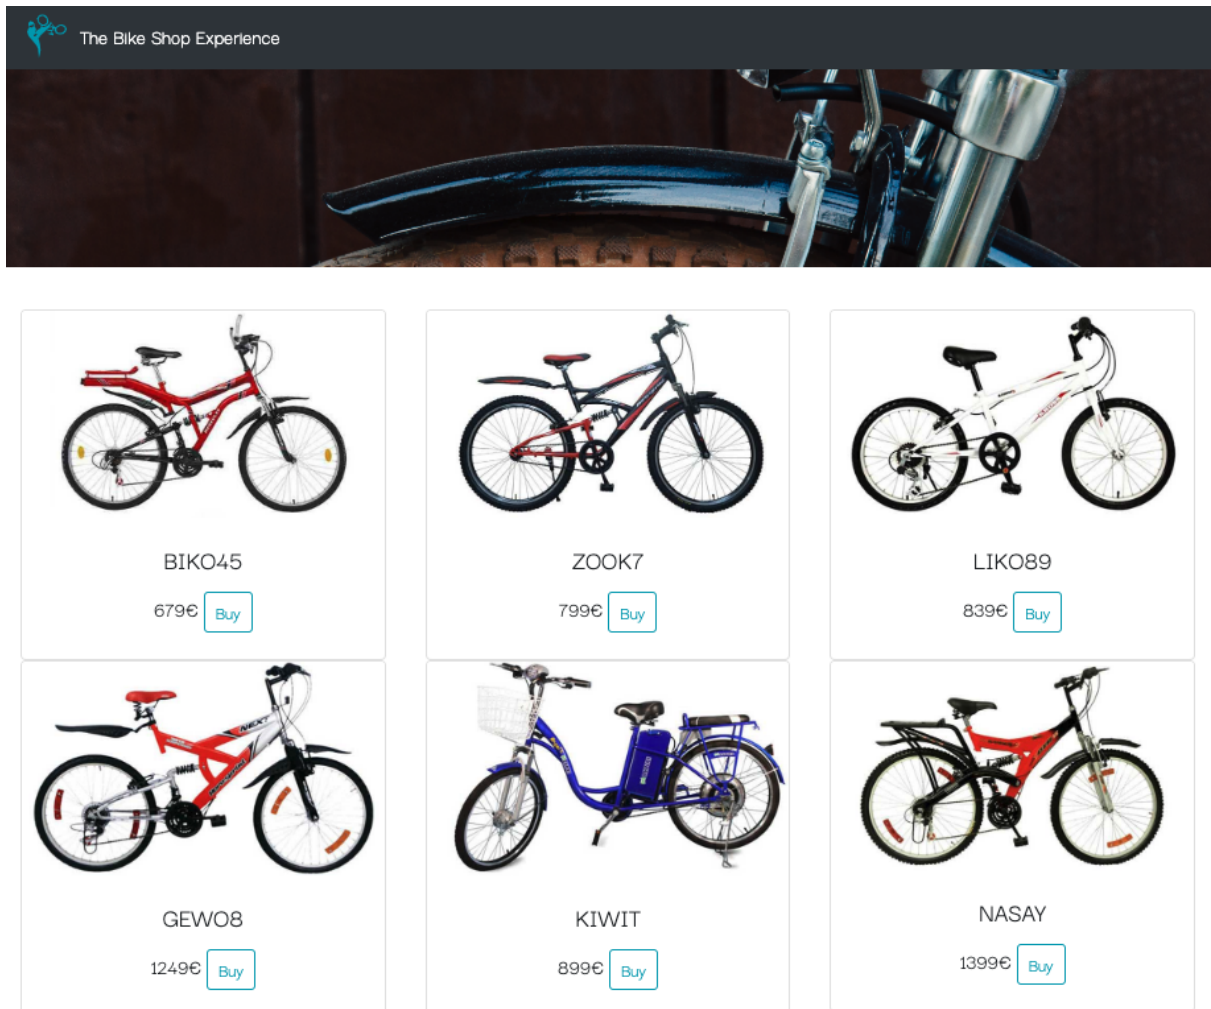 The Bike Shop Experience
BIKO45
679€ Buy
ZOOK7
799€ Buy
LIKO89
839€ Buy
NEXT
GEWO8
1249€ Buy
KIWIT
899€ Buy
NASAY
1399€ Buy